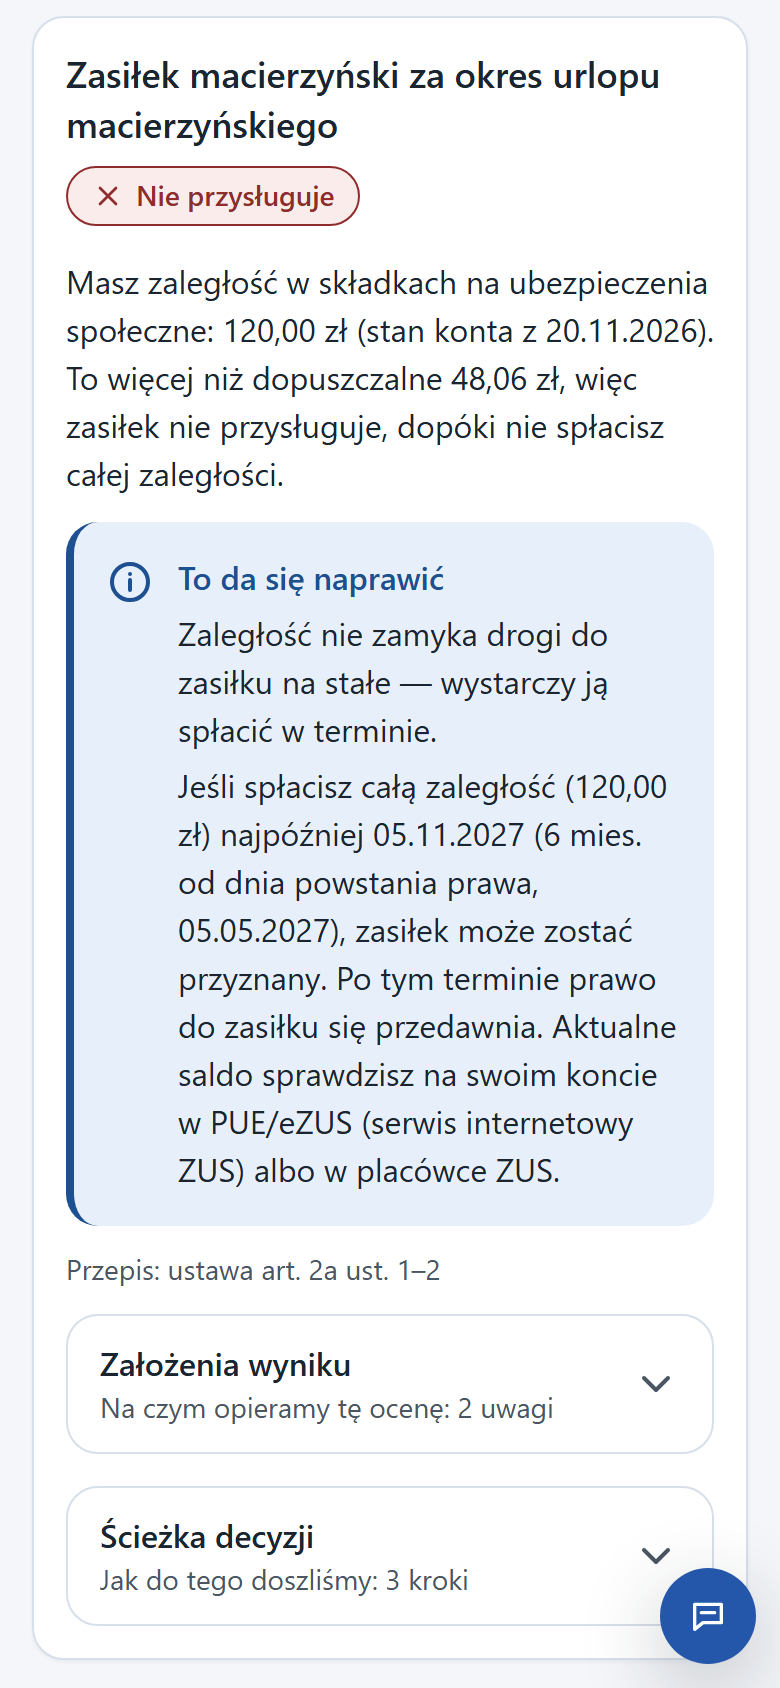 Zasiłek macierzyński za okres urlopu
macierzyńskiego
Nie przysługuje
Masz zaległość w składkach na ubezpieczenia
społeczne: 120,00 zł (stan konta z 20.11.2026).
To więcej niż dopuszczalne 48,06 zł, więc
zasiłek nie przysługuje, dopóki nie spłacisz
całej zaległości.
To da się naprawić
Zaległość nie zamyka drogi do
zasiłku na stałe — wystarczy ją
spłacić w terminie.
Jeśli spłacisz całą zaległość (120,00
zł) najpóźniej 05.11.2027 (6 mies.
od dnia powstania prawa,
05.05.2027), zasiłek może zostać
przyznany. Po tym terminie prawo
do zasiłku się przedawnia. Aktualne
saldo sprawdzisz na swoim koncie
w PUE/eZUS (serwis internetowy
ZUS) albo w placówce ZUS.
Przepis: ustawa art. 2a ust. 1–2
Założenia wyniku
Na czym opieramy tę ocenę: 2 uwagi
Ścieżka decyzji
Jak do tego doszliśmy: 3 kroki